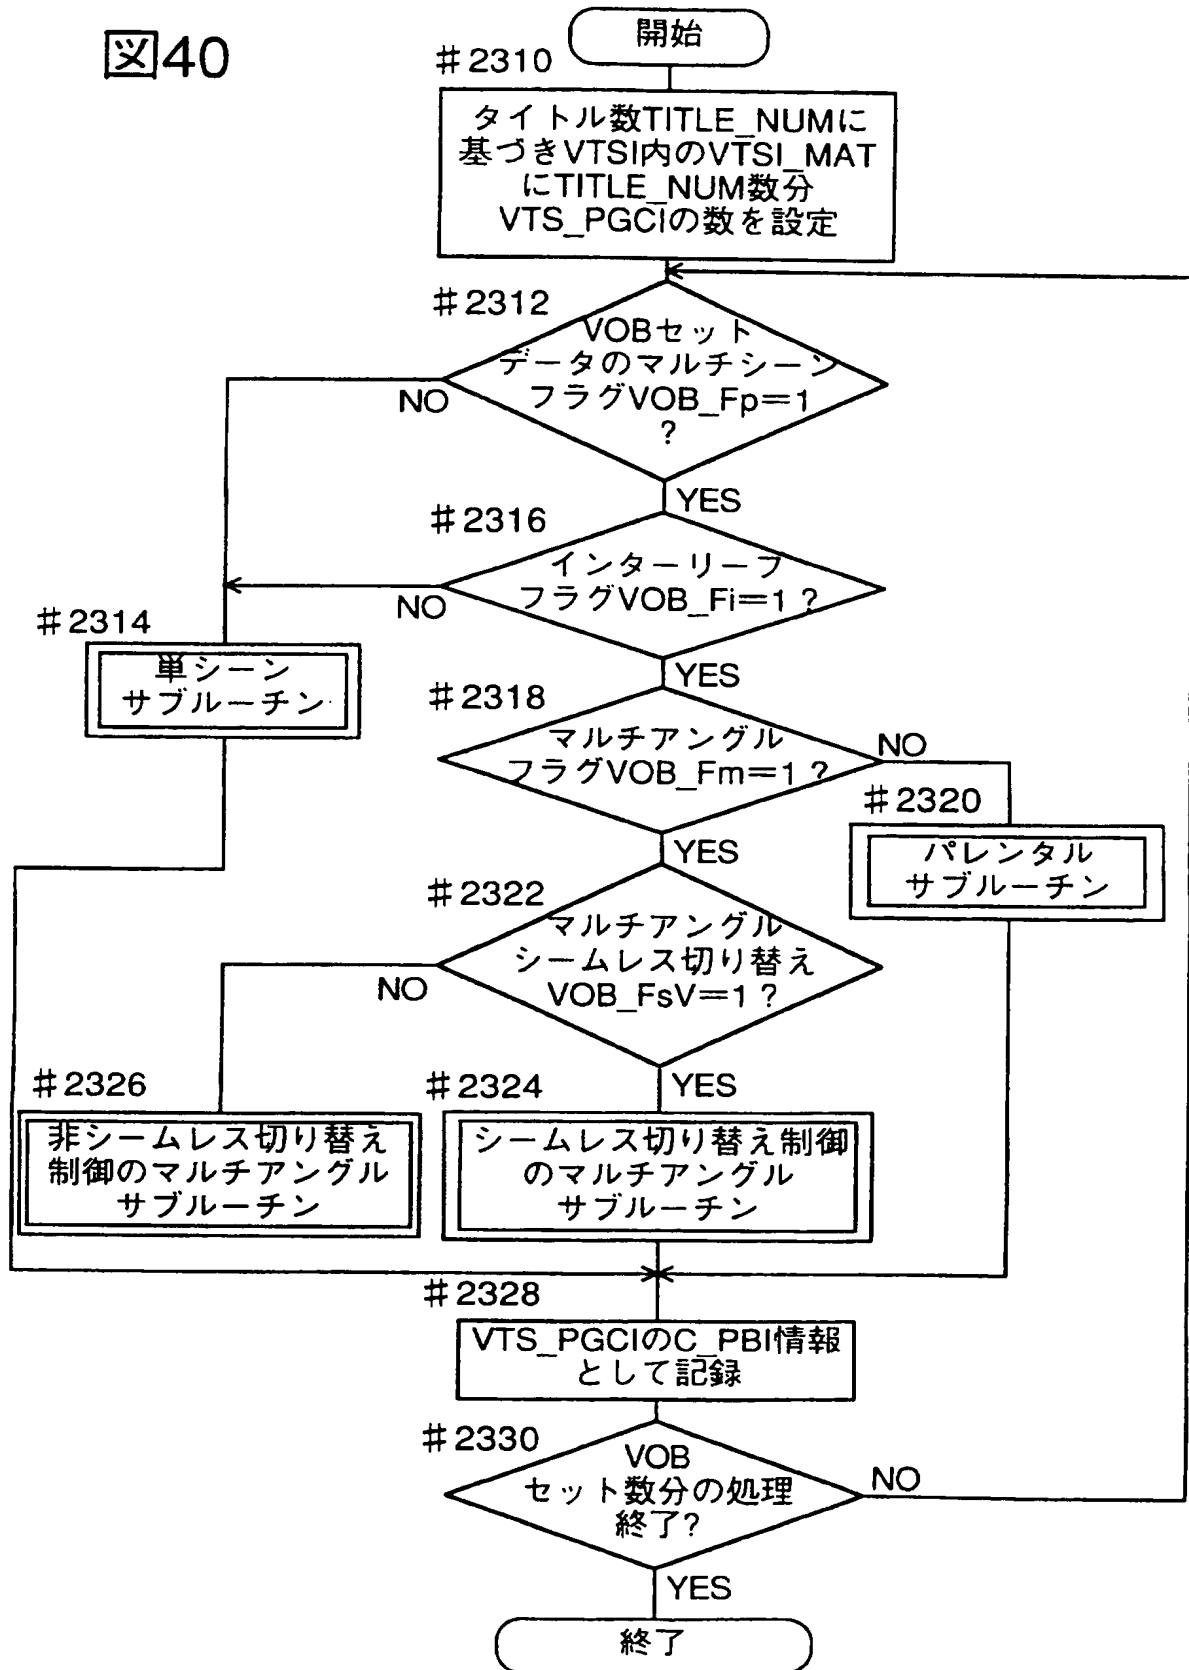 図40
開始
#2310
タイトル数TITLE_NUMに
基づきVTSI内のVTSI_MAT
にTITLE_NUM数分
VTS_PGCIの数を設定
#2312
VOBセット
データのマルチシーン
フラグVOB_Fp=1
?
NO
YES
#2316
インターリーブ
フラグVOB_Fi=1?
NO
YES
#2314
単シーン
サブルーチン
#2318
マルチアングル
フラグVOB_Fm=1?
NO
YES
#2320
パレンタル
サブルーチン
#2322
マルチアングル
シームレス切り替え
VOB_FsV=1?
NO
YES
#2326
非シームレス切り替え
制御のマルチアングル
サブルーチン
#2324
シームレス切り替え制御
のマルチアングル
サブルーチン
#2328
VTS_PGCIのC_PBI情報
として記録
#2330
VOB
セット数分の処理
終了?
NO
YES
終了